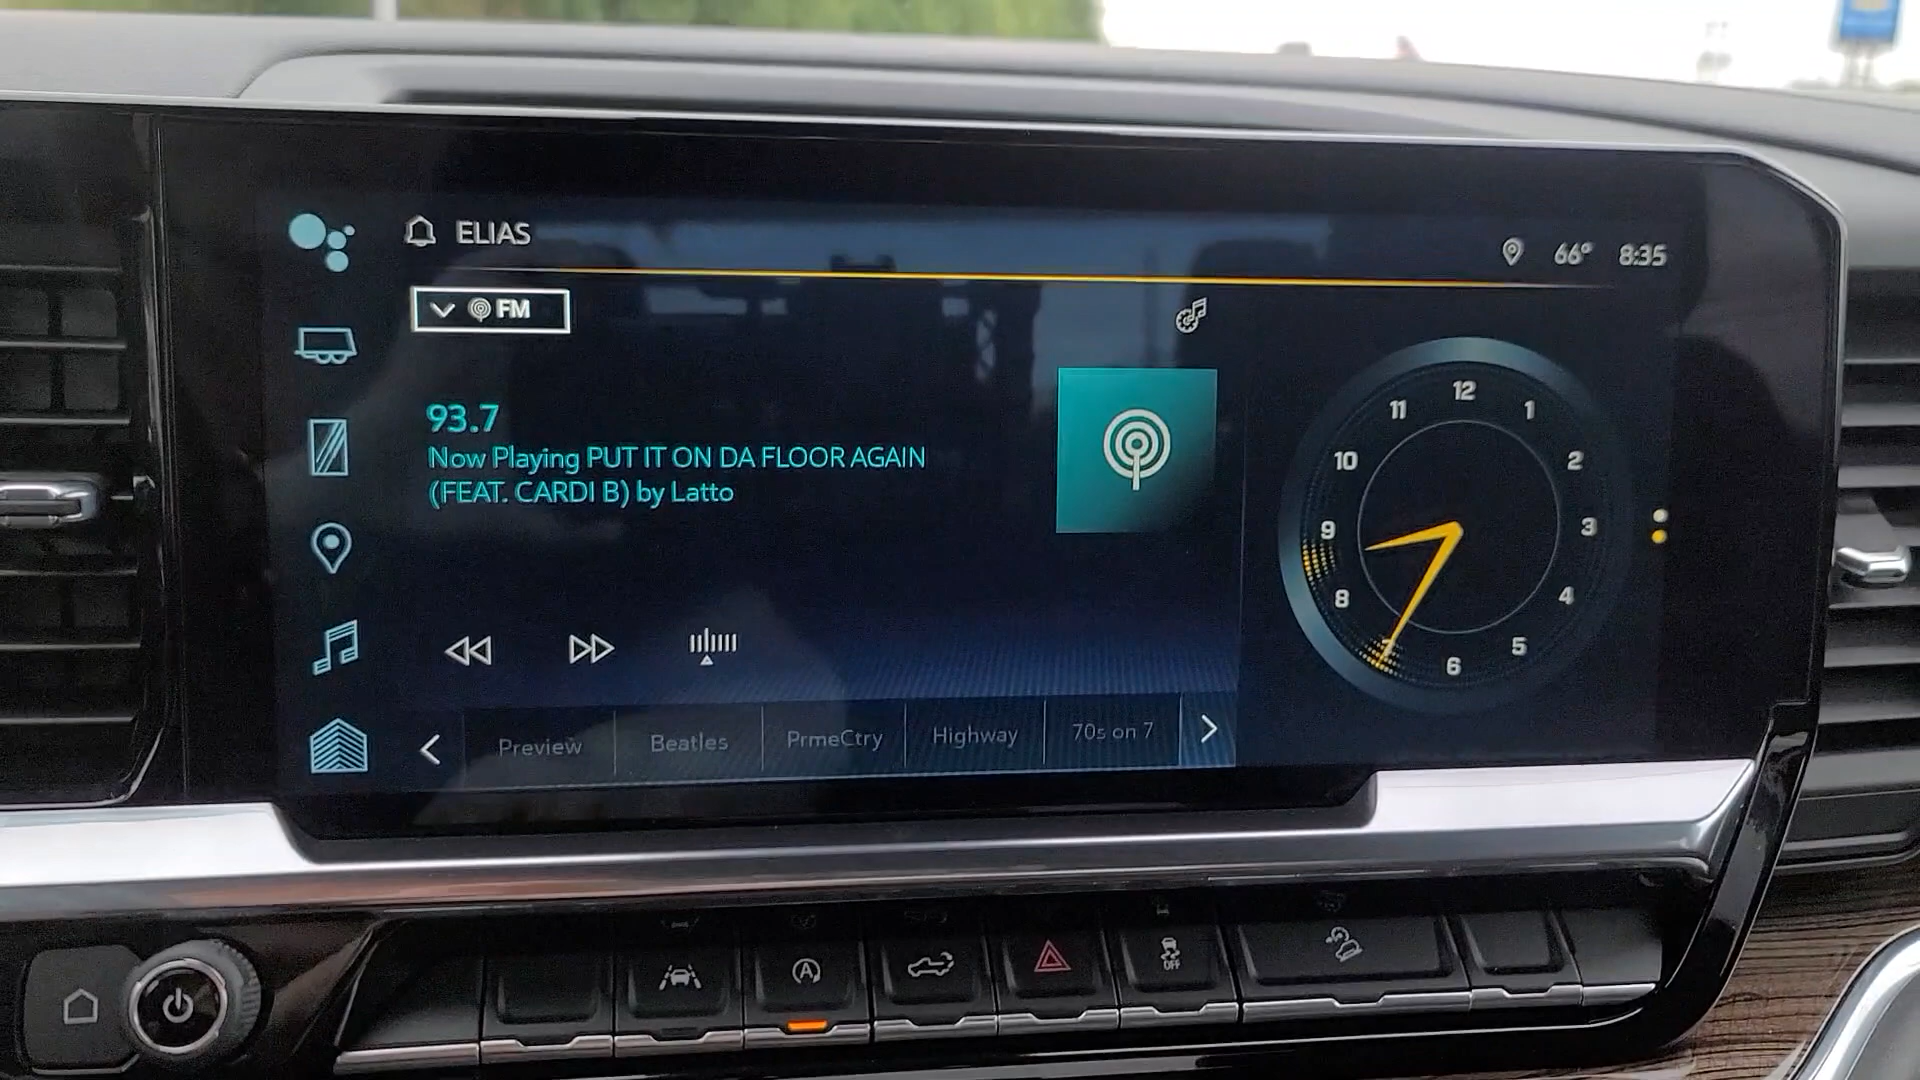 ELIAS
66° 8:35
FM
93.7
Now Playing PUT IT ON DA FLOOR AGAIN
(FEAT. CARDI B) by Latto
12
11 1
10 2
9 3
8 4
7 5
6
Preview Beatles PrmeCtry Highway 70s on 7
A
OFF